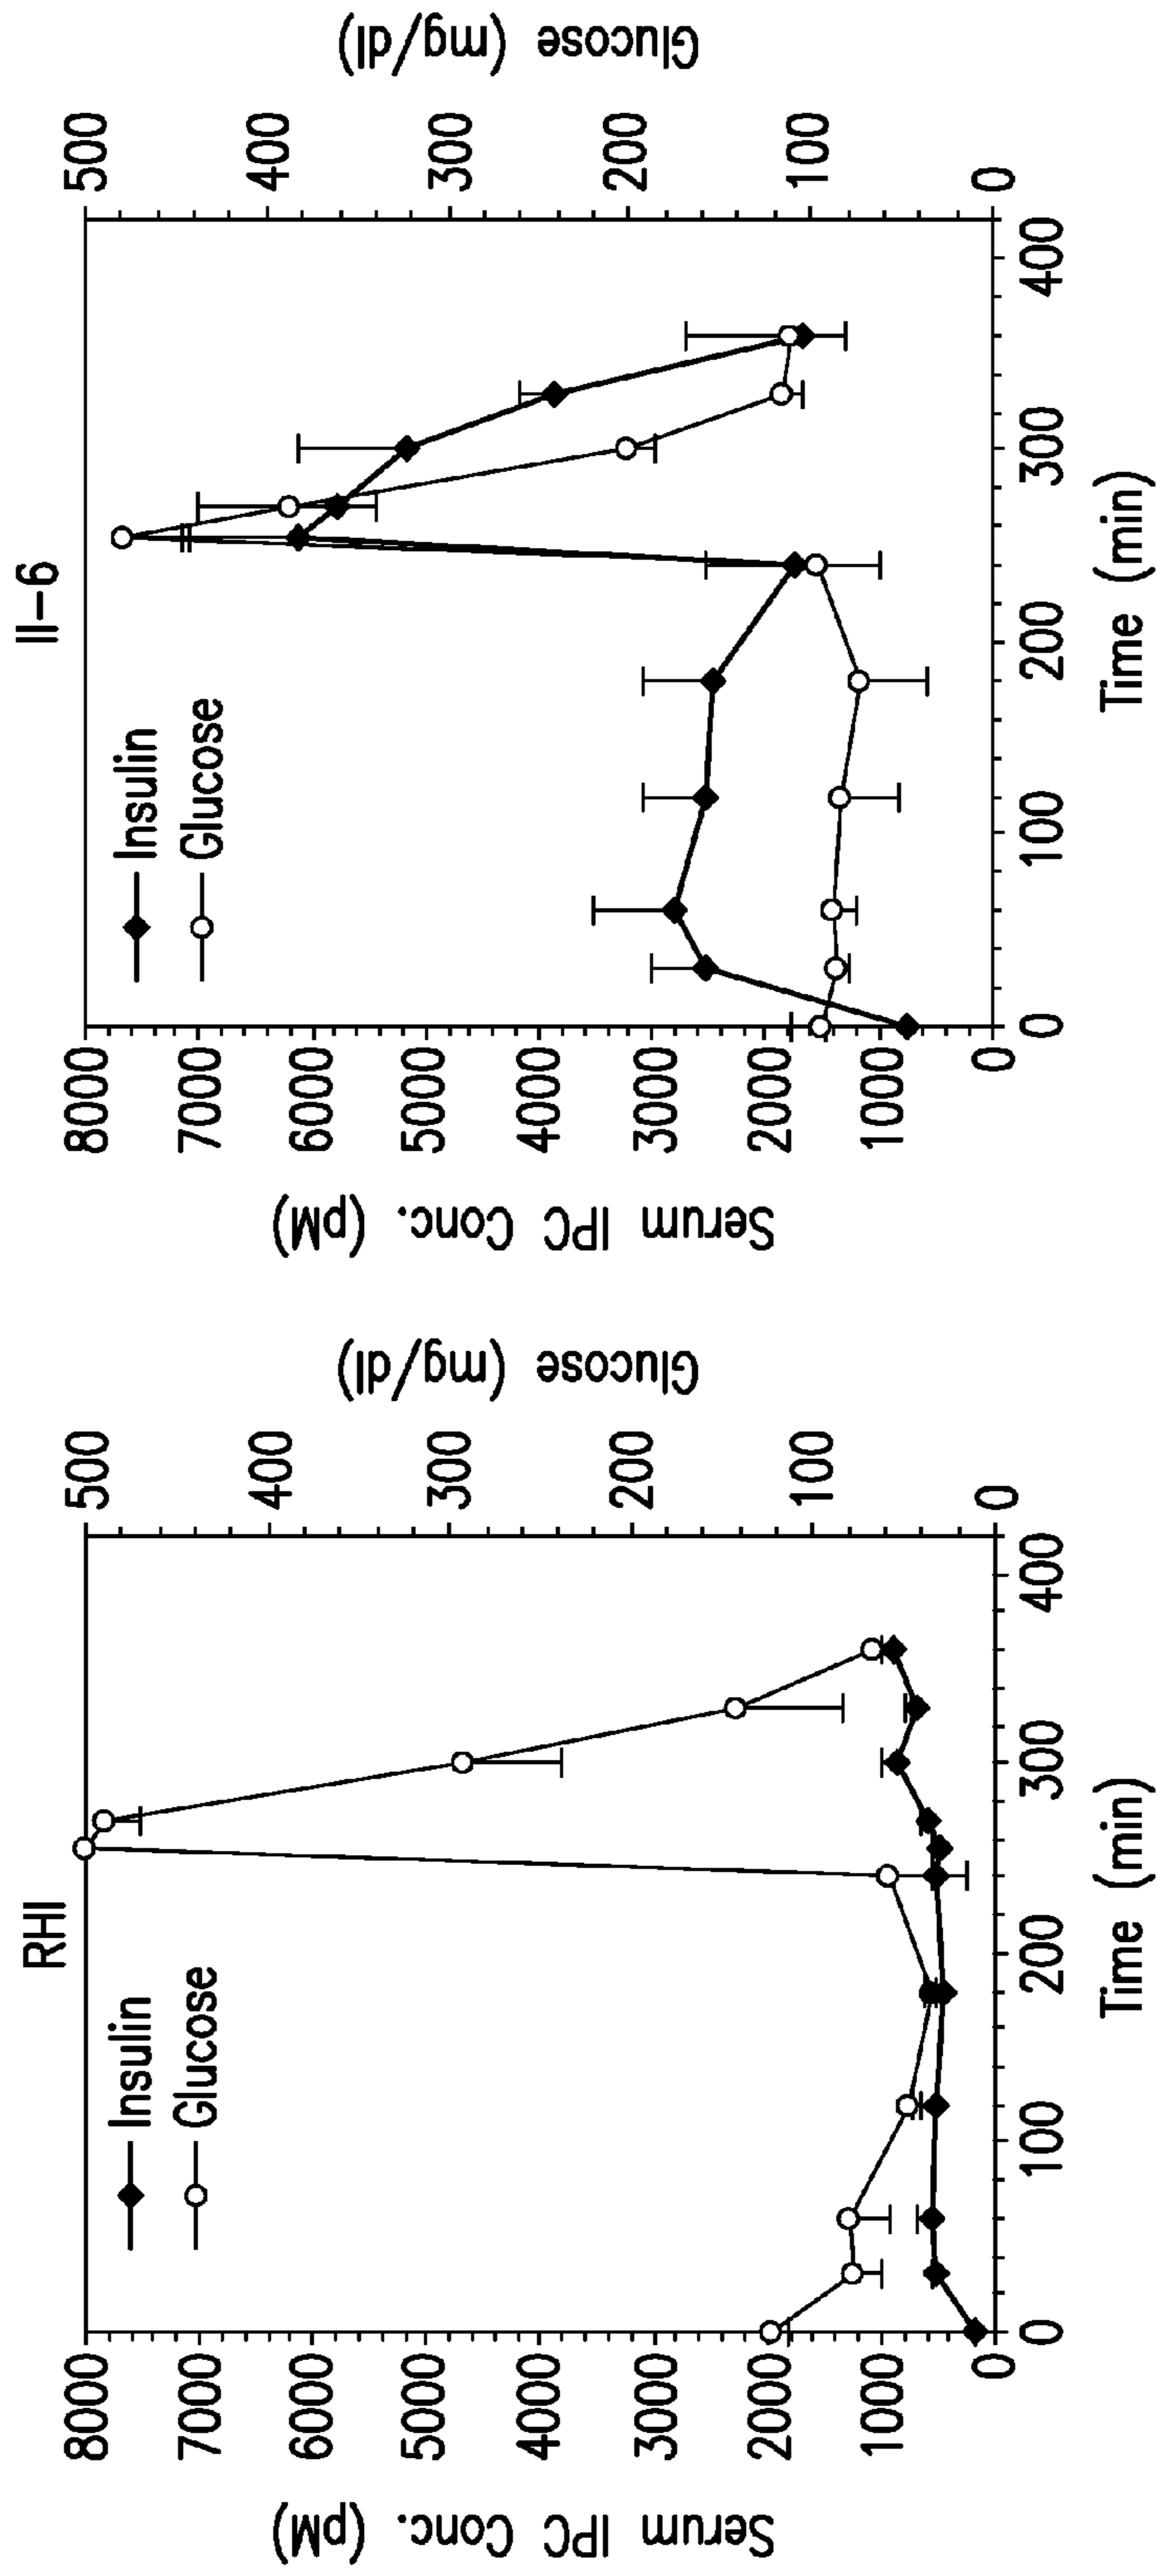 RHI
Insulin
Glucose
Serum IPC Conc. (pM)
8000
7000
6000
5000
4000
3000
2000
1000
0
Glucose (mg/dl)
500
400
300
200
100
0
0 100 200 300 400
Time (min)
II-6
Insulin
Glucose
Serum IPC Conc. (pM)
8000
7000
6000
5000
4000
3000
2000
1000
0
Glucose (mg/dl)
500
400
300
200
100
0
0 100 200 300 400
Time (min)